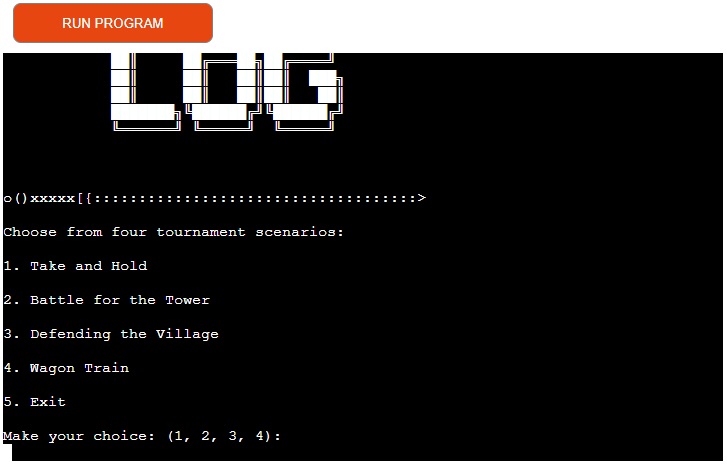 RUN PROGRAM
LOG
o()xxxxx[{::::::::::::::::::::::::::::::::::::>
Choose from four tournament scenarios:
1. Take and Hold
2. Battle for the Tower
3. Defending the Village
4. Wagon Train
5. Exit
Make your choice: (1, 2, 3, 4):